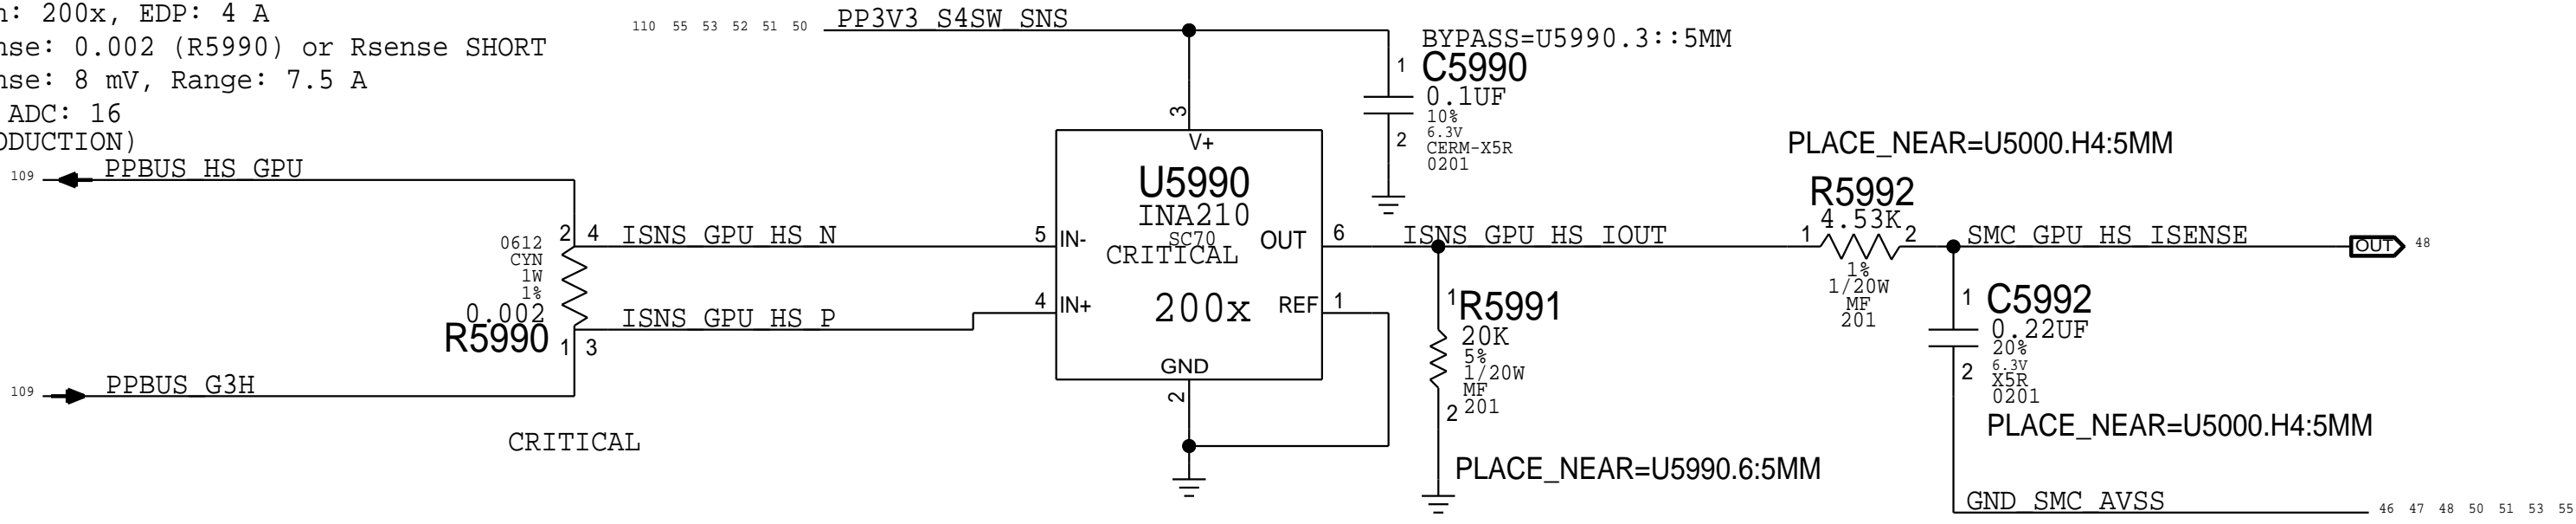 n: 200x, EDP: 4 A
nse: 0.002 (R5990) or Rsense SHORT
nse: 8 mV, Range: 7.5 A
ADC: 16
ODUCTION)
110 55 53 52 51 50 PP3V3_S4SW_SNS
BYPASS=U5990.3::5MM
1 C5990
0.1UF
10%
6.3V
2 CERM-X5R
0201
109 PPBUS_HS_GPU
0612
CYN
1W
1%
0.002
R5990
2 4 ISNS_GPU_HS_N
1 3 ISNS_GPU_HS_P
109 PPBUS_G3H
CRITICAL
3
V+
U5990
INA210
SC70
CRITICAL
200x
5 IN-
4 IN+
OUT 6
REF 1
GND
2
ISNS_GPU_HS_IOUT
1 R5991
20K
5%
1/20W
MF
2 201
PLACE_NEAR=U5990.6:5MM
PLACE_NEAR=U5000.H4:5MM
R5992
4.53K
1 2
1%
1/20W
MF
201
SMC_GPU_HS_ISENSE OUT 48
1 C5992
0.22UF
20%
6.3V
2 X5R
0201
PLACE_NEAR=U5000.H4:5MM
GND_SMC_AVSS 46 47 48 50 51 53 55